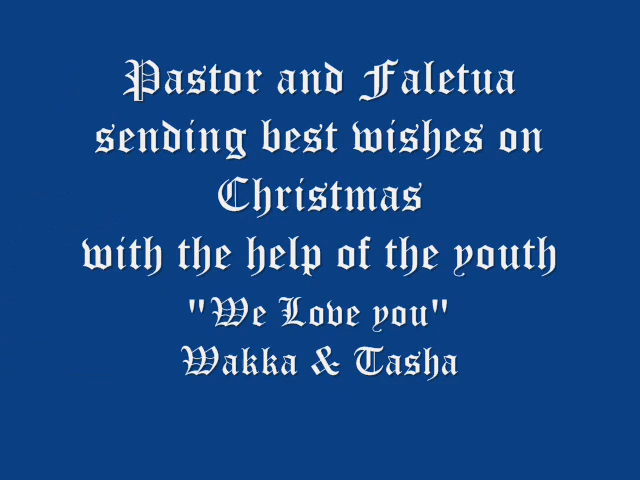 Pastor and Faletua
sending best wishes on
Christmas
with the help of the youth
"We Love you"
Wakka & Tasha